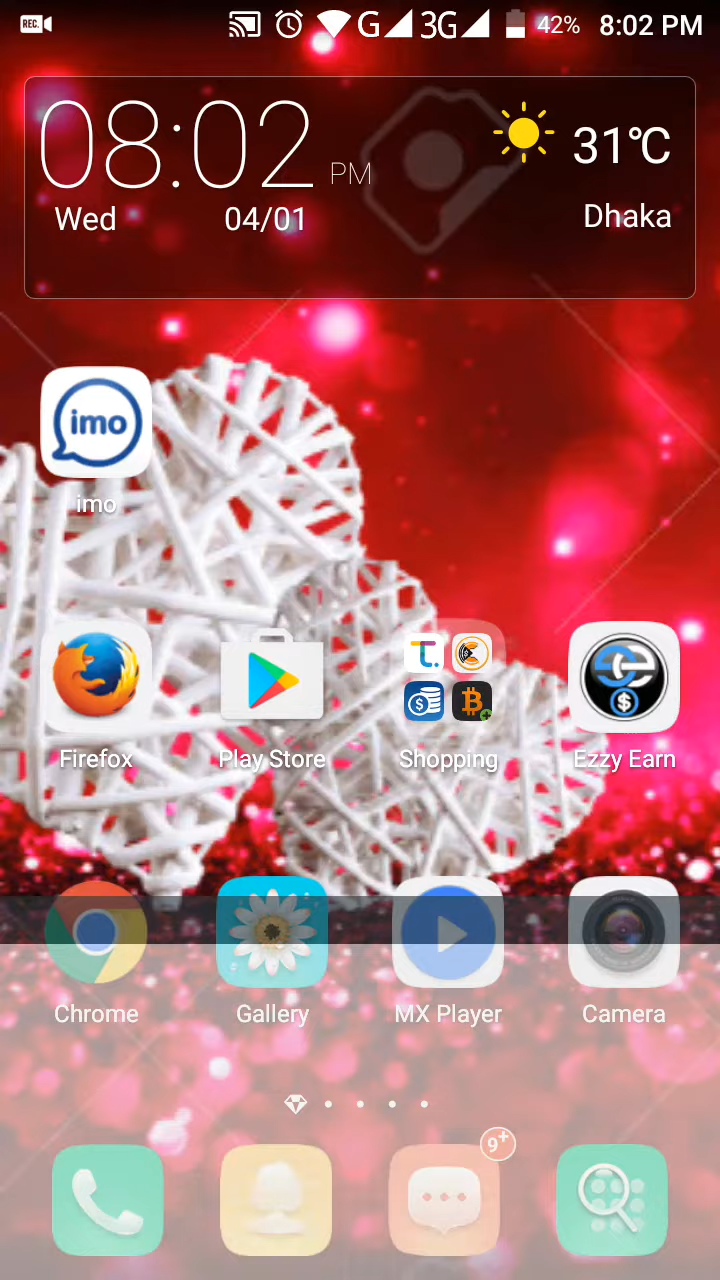 REC. G 3G 42% 8:02 PM
08:02 PM
31℃
Wed 04/01 Dhaka
imo
imo
T.
$
$
Firefox Play Store Shopping Ezzy Earn
Chrome Gallery MX Player Camera
9+